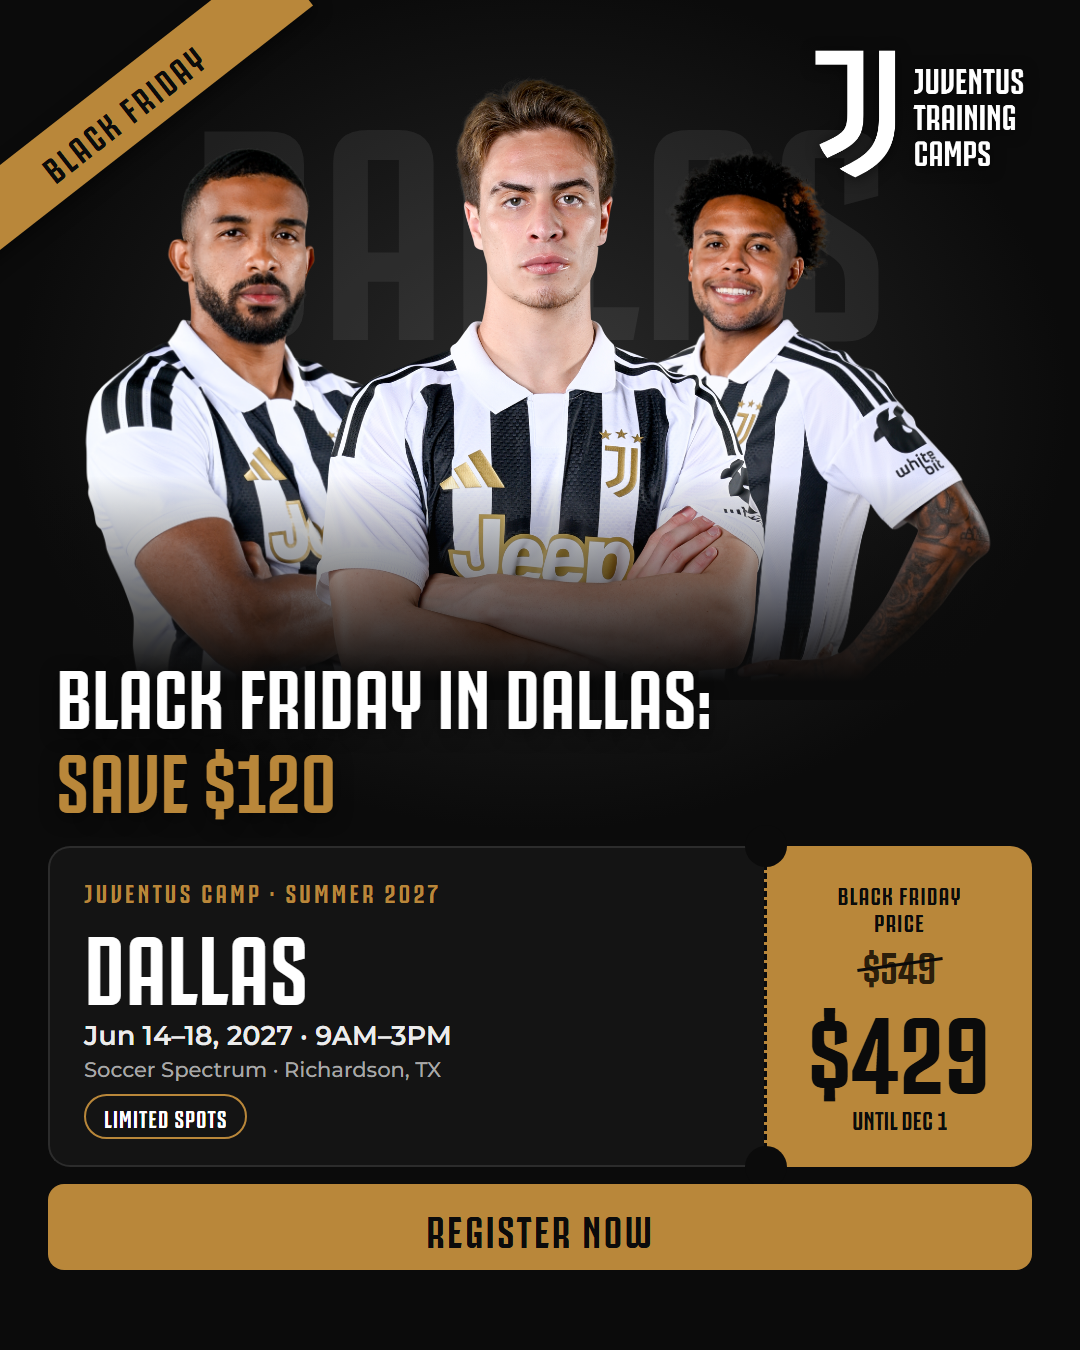 BLACK FRIDAY
JUVENTUS
TRAINING
CAMPS
DALLAS
whitebit
Jeep
BLACK FRIDAY IN DALLAS:
SAVE $120
JUVENTUS CAMP · SUMMER 2027
DALLAS
Jun 14–18, 2027 · 9AM–3PM
Soccer Spectrum · Richardson, TX
LIMITED SPOTS
BLACK FRIDAY
PRICE
$549
$429
UNTIL DEC 1
REGISTER NOW